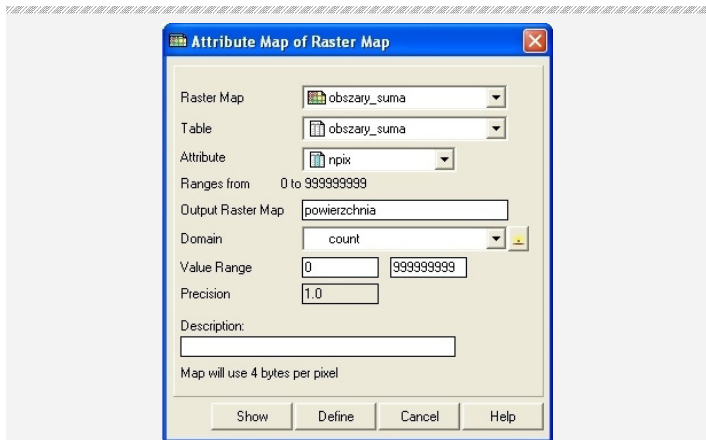 Attribute Map of Raster Map
Raster Map obszary_suma
Table obszary_suma
Attribute npix
Ranges from 0 to 999999999
Output Raster Map powierzchnia
Domain count
Value Range 0 999999999
Precision 1.0
Description:
Map will use 4 bytes per pixel
Show Define Cancel Help